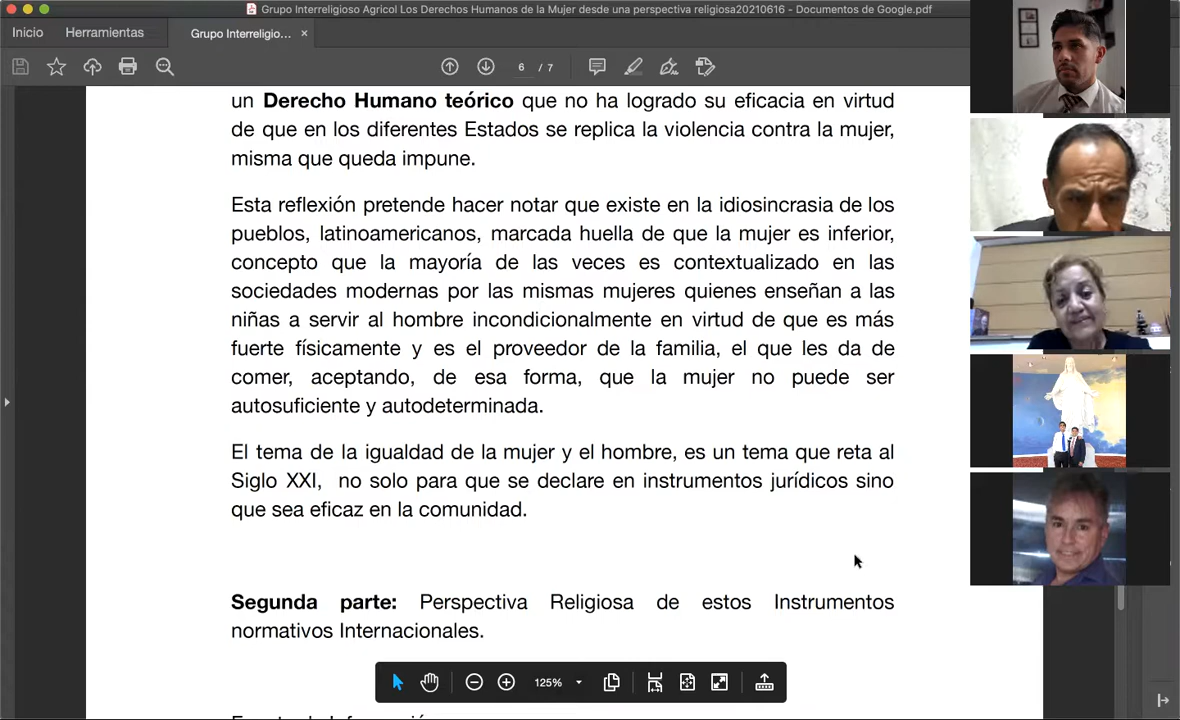 Grupo Interreligioso Agricol Los Derechos Humanos de la Mujer desde una perspectiva religiosa20210616 - Documentos de Google.pdf
Inicio
Herramientas
Grupo Interreligio...
6 / 7
un Derecho Humano teórico que no ha logrado su eficacia en virtud
de que en los diferentes Estados se replica la violencia contra la mujer,
misma que queda impune.
Esta reflexión pretende hacer notar que existe en la idiosincrasia de los
pueblos, latinoamericanos, marcada huella de que la mujer es inferior,
concepto que la mayoría de las veces es contextualizado en las
sociedades modernas por las mismas mujeres quienes enseñan a las
niñas a servir al hombre incondicionalmente en virtud de que es más
fuerte físicamente y es el proveedor de la familia, el que les da de
comer, aceptando, de esa forma, que la mujer no puede ser
autosuficiente y autodeterminada.
El tema de la igualdad de la mujer y el hombre, es un tema que reta al
Siglo XXI, no solo para que se declare en instrumentos jurídicos sino
que sea eficaz en la comunidad.
Segunda parte: Perspectiva Religiosa de estos Instrumentos
normativos Internacionales.
125%